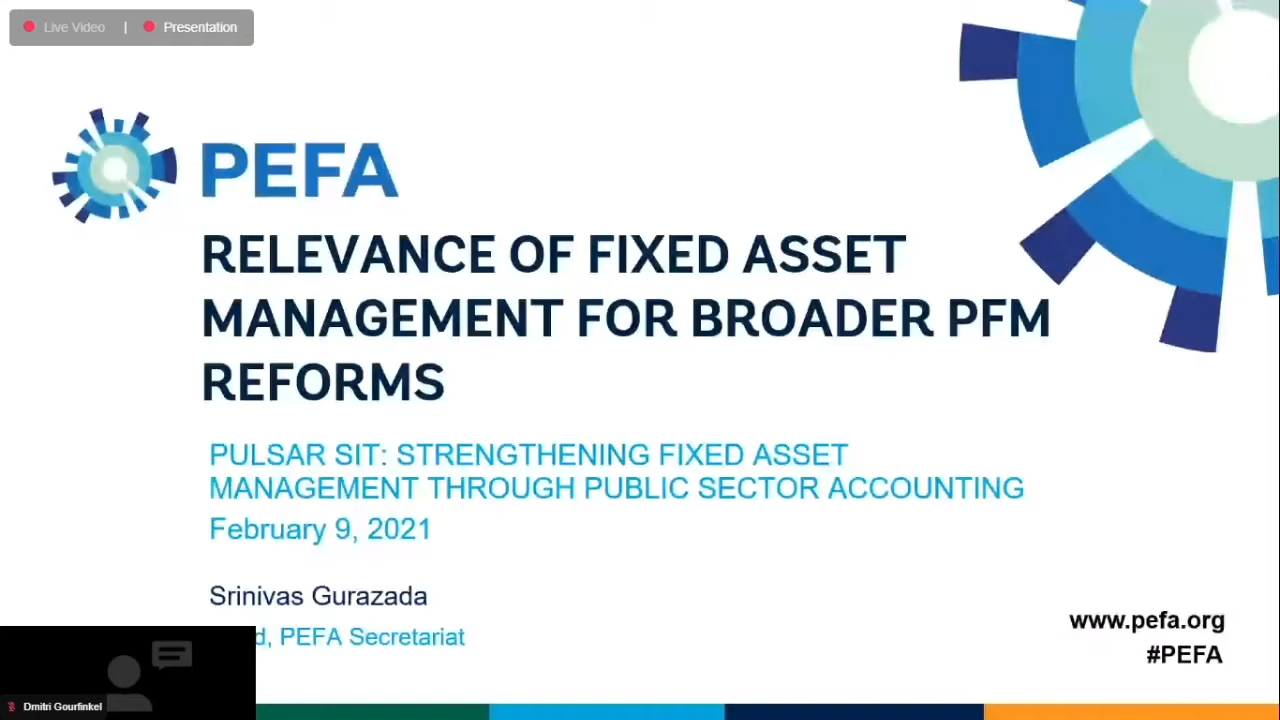 Live Video | Presentation
PEFA
RELEVANCE OF FIXED ASSET
MANAGEMENT FOR BROADER PFM
REFORMS
PULSAR SIT: STRENGTHENING FIXED ASSET
MANAGEMENT THROUGH PUBLIC SECTOR ACCOUNTING
February 9, 2021
Srinivas Gurazada
PEFA Secretariat
www.pefa.org
#PEFA
Dmitri Gourfinkel